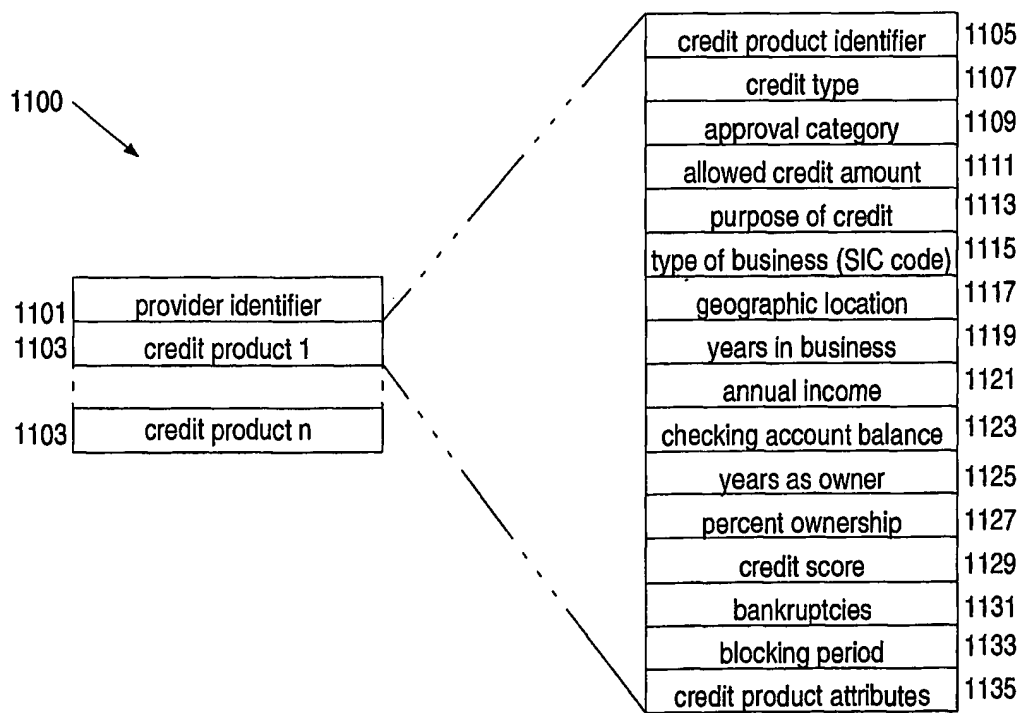 1100
1101 provider identifier
1103 credit product 1
1103 credit product n
credit product identifier 1105
credit type 1107
approval category 1109
allowed credit amount 1111
purpose of credit 1113
type of business (SIC code) 1115
geographic location 1117
years in business 1119
annual income 1121
checking account balance 1123
years as owner 1125
percent ownership 1127
credit score 1129
bankruptcies 1131
blocking period 1133
credit product attributes 1135